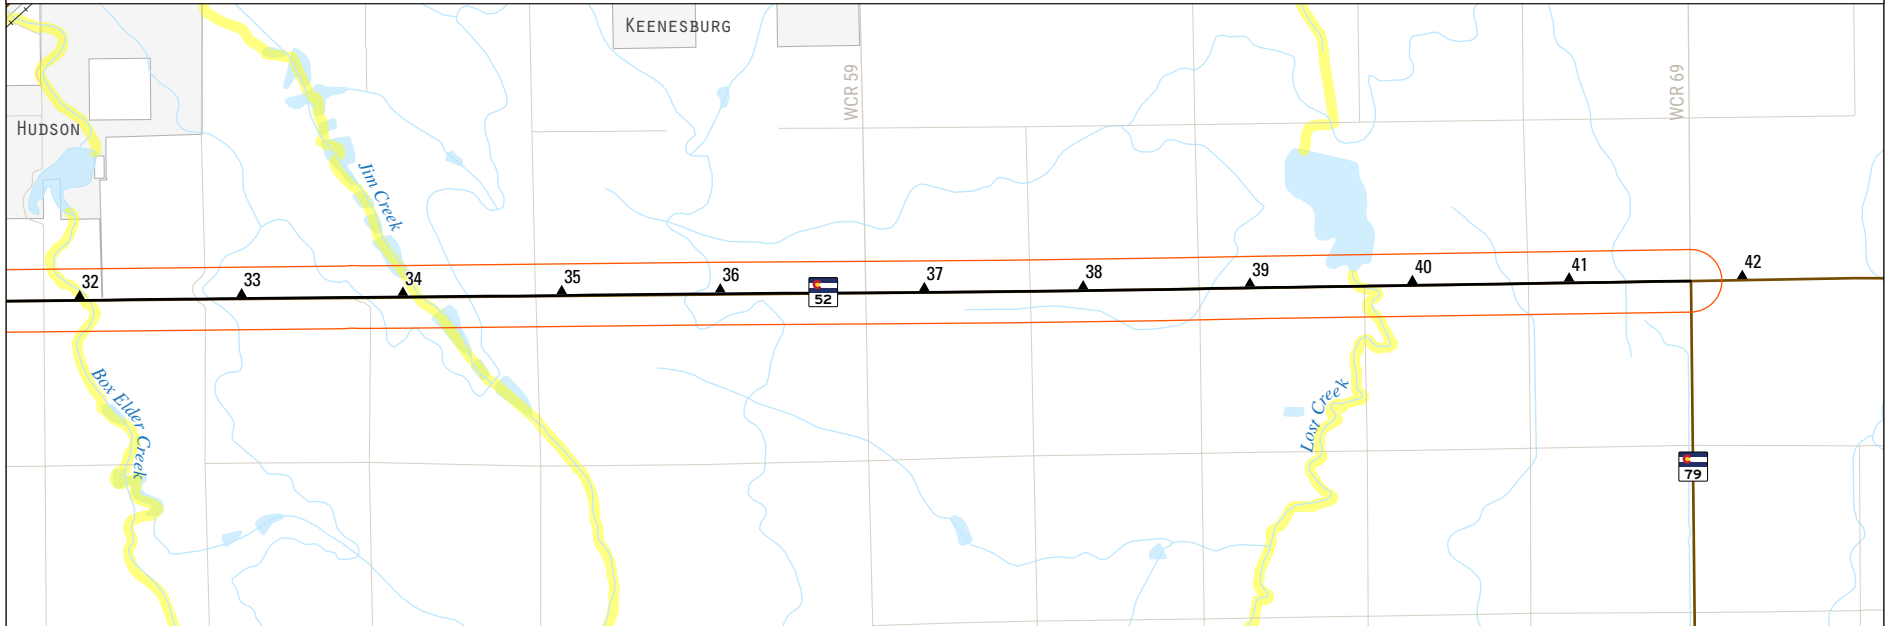 KEENESBURG
WCR 59
WCR 69
HUDSON
Jim Creek
32
33
34
35
36
37
38
39
40
41
42
52
Box Elder Creek
Lost Creek
79